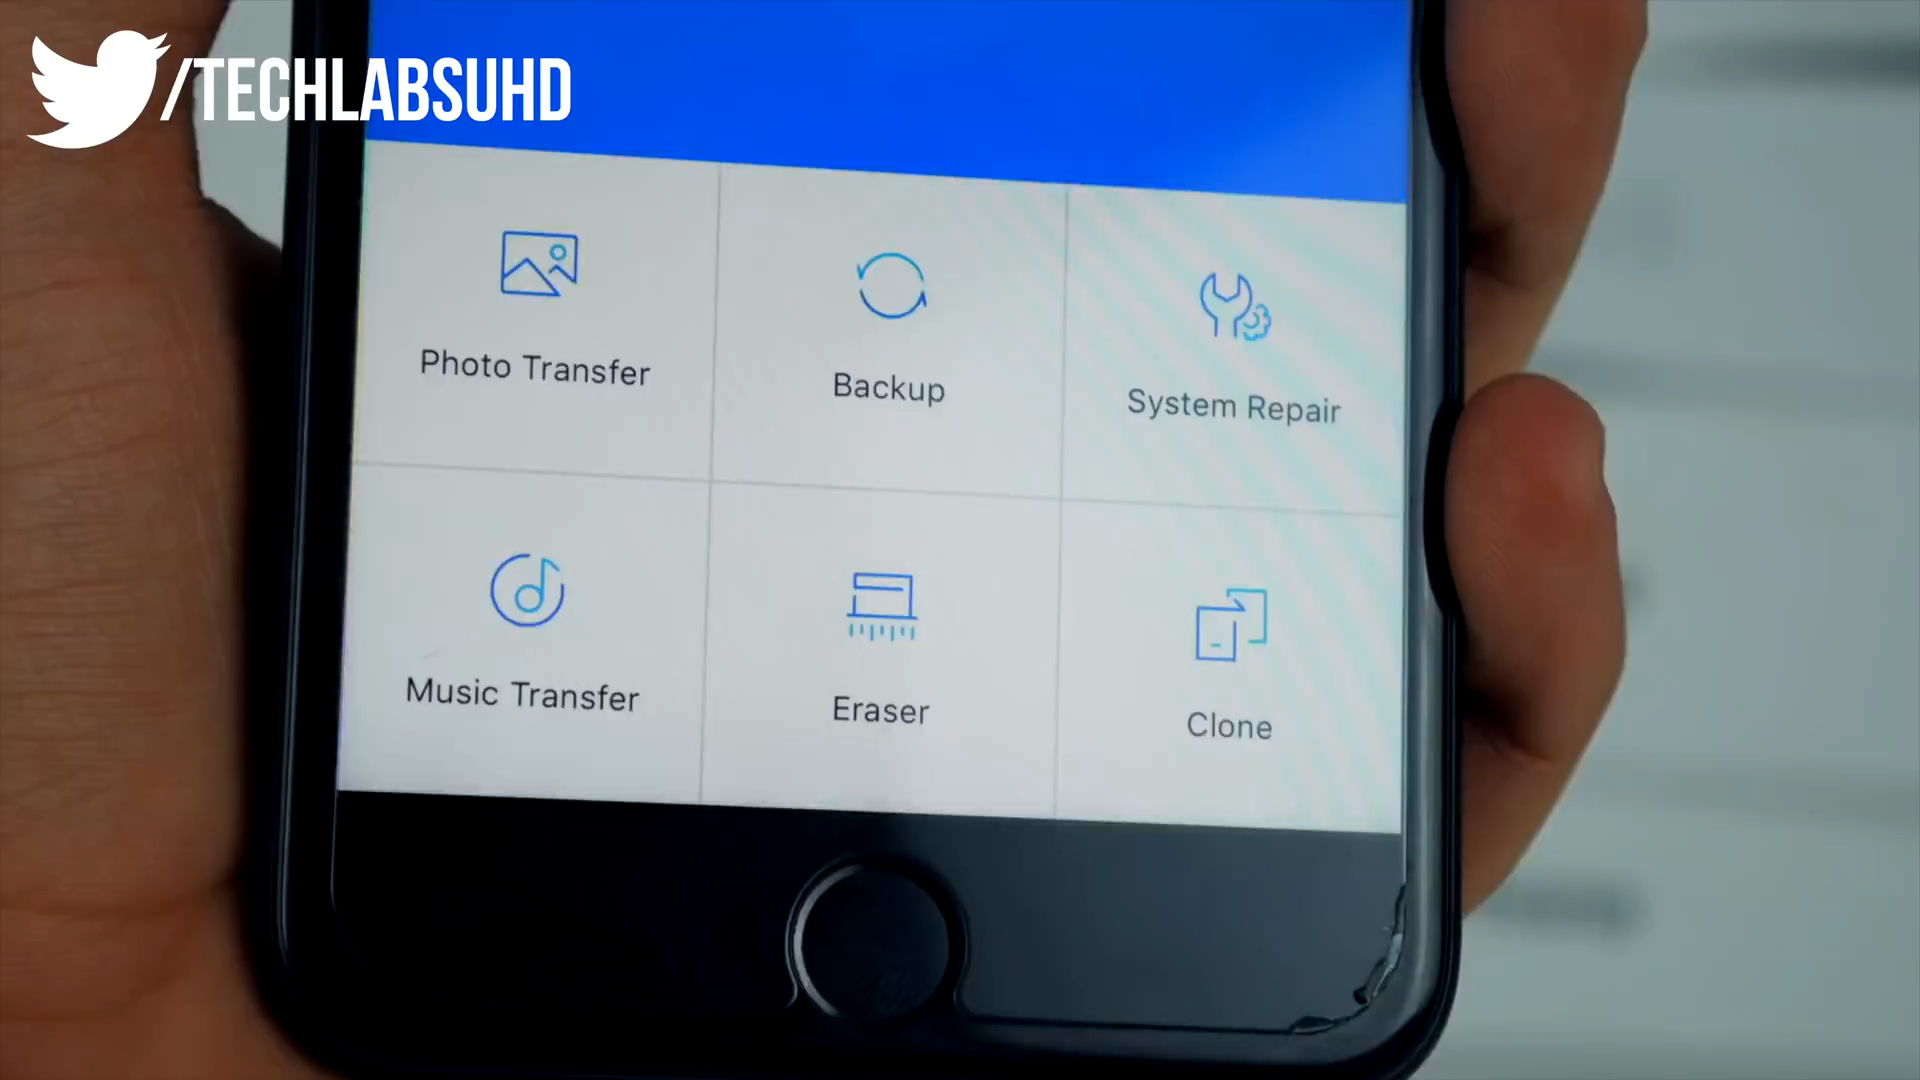 /TECHLABSUHD
Photo Transfer
Backup
System Repair
Music Transfer
Eraser
Clone